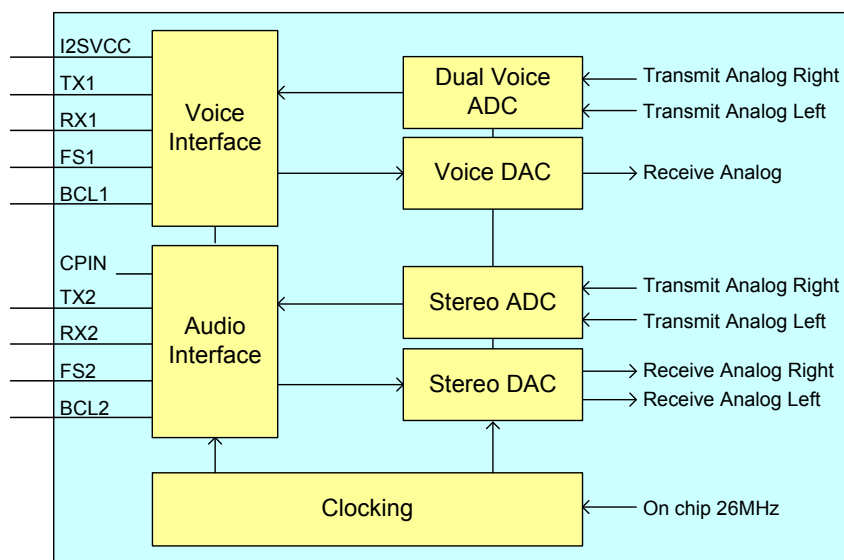 I2SVCC
TX1
RX1
FS1
BCL1
Voice
Interface
Dual Voice
ADC
Transmit Analog Right
Transmit Analog Left
Voice DAC
Receive Analog
CPIN
TX2
RX2
FS2
BCL2
Audio
Interface
Stereo ADC
Transmit Analog Right
Transmit Analog Left
Stereo DAC
Receive Analog Right
Receive Analog Left
Clocking
On chip 26MHz